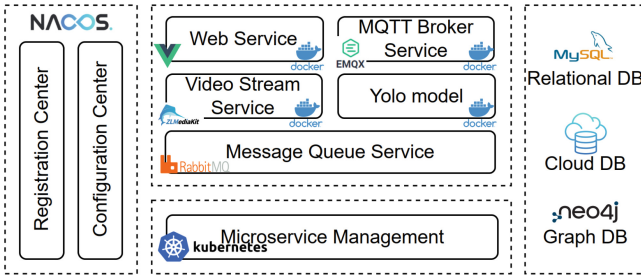 NACOS.
Registration Center
Configuration Center
Web Service
docker
MQTT Broker
Service
EMQX
docker
Video Stream
Service
ZLMediaKit
docker
Yolo model
docker
Message Queue Service
RabbitMQ
Microservice Management
kubernetes
MySQL
Relational DB
Cloud DB
neo4j
Graph DB